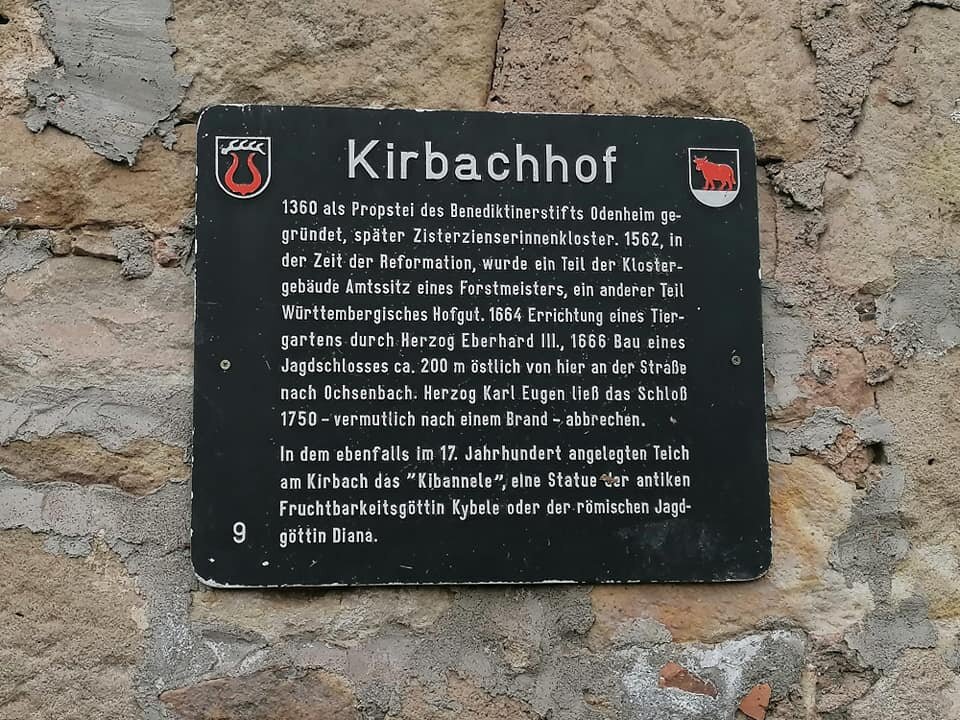 Kirbachhof
1360 als Propstei des Benediktinerstifts Odenheim ge-
gründet, später Zisterzienserinnenkloster. 1562, in
der Zeit der Reformation, wurde ein Teil der Kloster-
gebäude Amtssitz eines Forstmeisters, ein anderer Teil
Württembergisches Hofgut. 1664 Errichtung eines Tier-
gartens durch Herzog Eberhard III., 1666 Bau eines
Jagdschlosses ca. 200 m östlich von hier an der Straße
nach Ochsenbach. Herzog Karl Eugen ließ das Schloß
1750 – vermutlich nach einem Brand – abbrechen.
In dem ebenfalls im 17. Jahrhundert angelegten Teich
am Kirbach das "Kibannele", eine Statue der antiken
Fruchtbarkeitsgöttin Kybele oder der römischen Jagd-
göttin Diana.
9